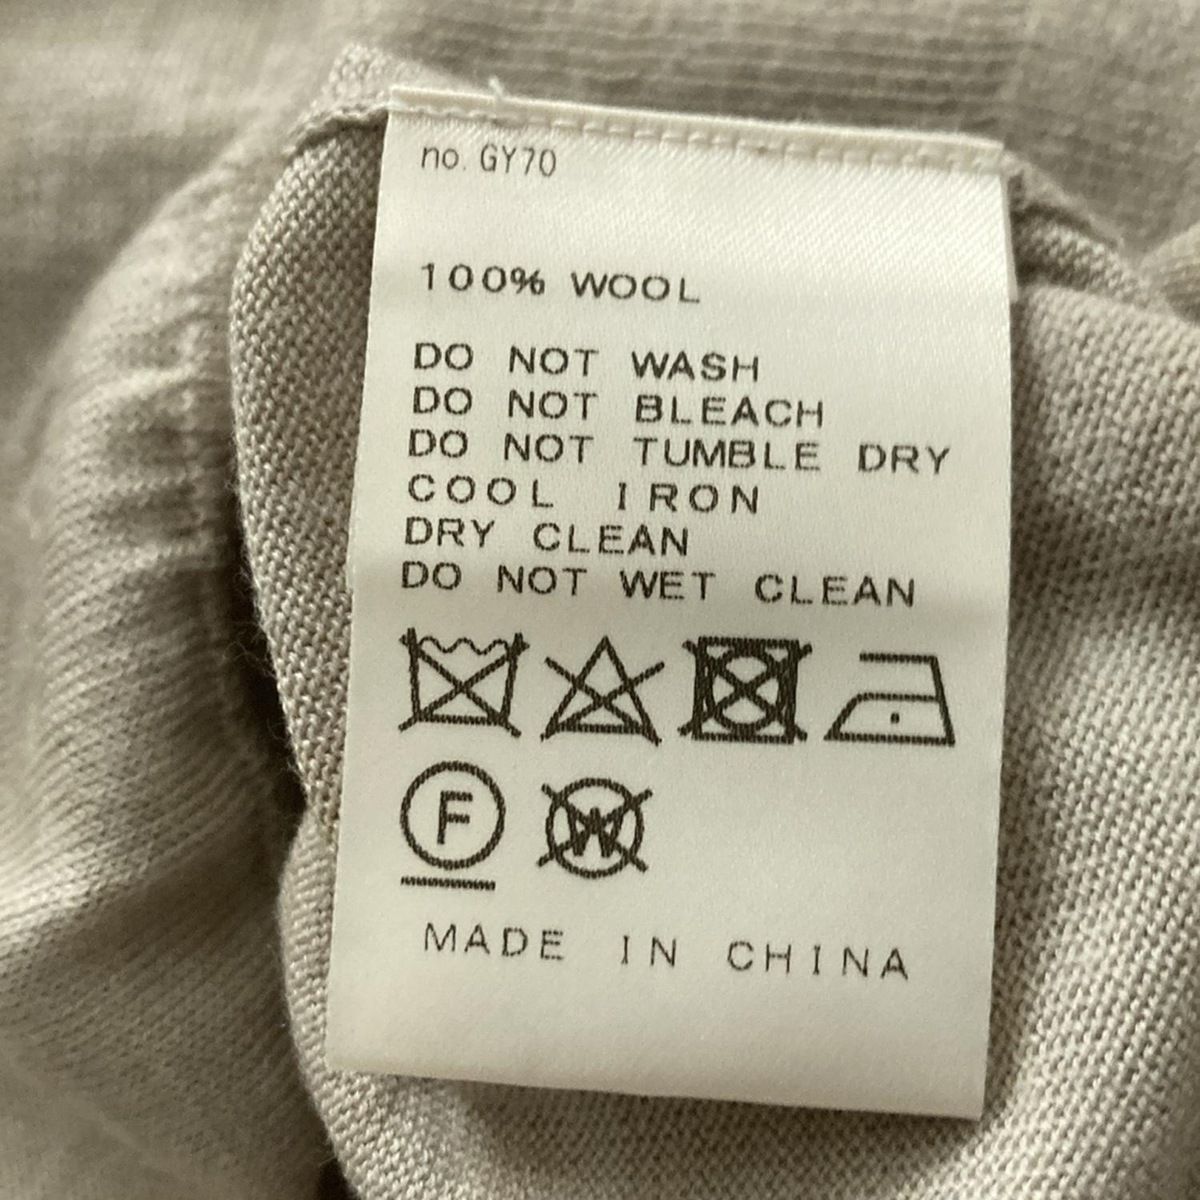 no. GY70
100% WOOL
DO NOT WASH
DO NOT BLEACH
DO NOT TUMBLE DRY
COOL IRON
DRY CLEAN
DO NOT WET CLEAN
F W
MADE IN CHINA